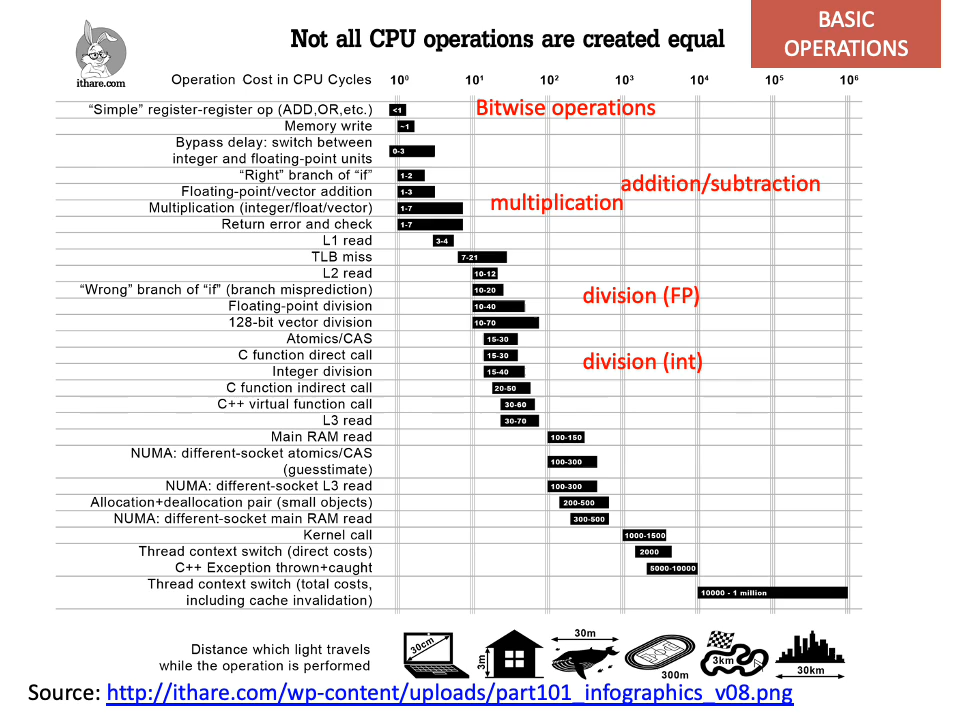 BASIC
OPERATIONS
Not all CPU operations are created equal
ithare.com
Operation Cost in CPU Cycles 10⁰ 10¹ 10² 10³ 10⁴ 10⁵ 10⁶
“Simple” register-register op (ADD,OR,etc.) <1 Bitwise operations
Memory write ~1
Bypass delay: switch between
integer and floating-point units 0-3
“Right” branch of “if” 1-2
addition/subtraction
Floating-point/vector addition 1-3
multiplication
Multiplication (integer/float/vector) 1-7
Return error and check 1-7
L1 read 3-4
TLB miss 7-21
L2 read 10-12
“Wrong” branch of “if” (branch misprediction) 10-20
division (FP)
Floating-point division 10-40
128-bit vector division 10-70
Atomics/CAS 15-30
C function direct call 15-30
division (int)
Integer division 15-40
C function indirect call 20-50
C++ virtual function call 30-60
L3 read 30-70
Main RAM read 100-150
NUMA: different-socket atomics/CAS
(guesstimate) 100-300
NUMA: different-socket L3 read 100-300
Allocation+deallocation pair (small objects) 200-500
NUMA: different-socket main RAM read 300-500
Kernel call 1000-1500
Thread context switch (direct costs) 2000
C++ Exception thrown+caught 5000-10000
Thread context switch (total costs,
including cache invalidation) 10000 - 1 million
Distance which light travels
while the operation is performed
30cm
3m
30m
300m
3km
30km
Source: http://ithare.com/wp-content/uploads/part101_infographics_v08.png